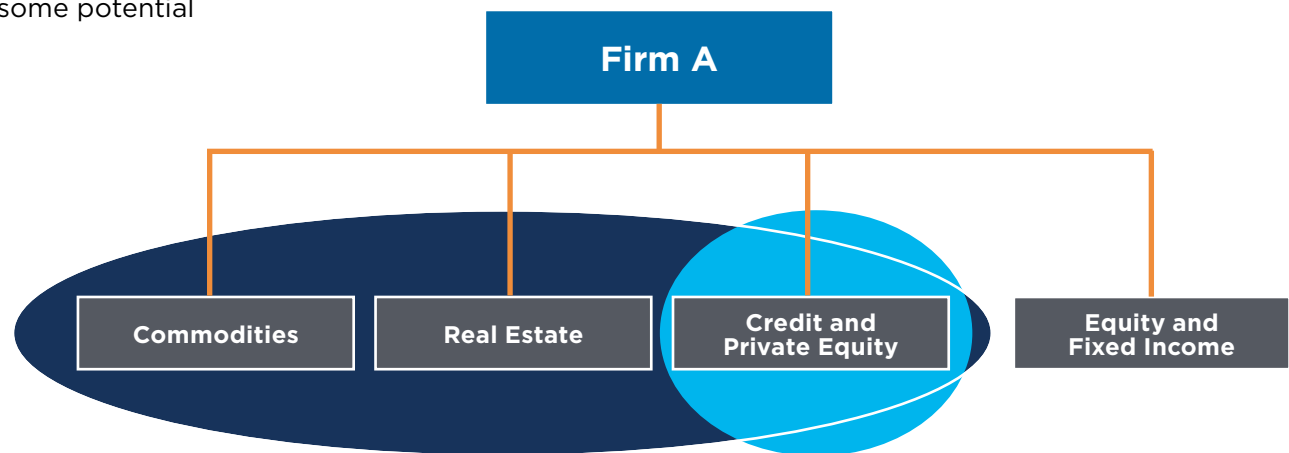 some potential
Firm A
Commodities
Real Estate
Credit and
Private Equity
Equity and
Fixed Income